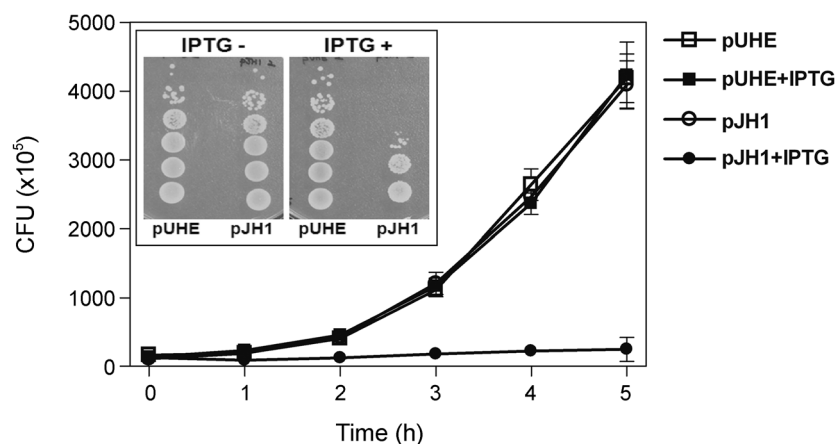 5000
4000
3000
2000
1000
0
CFU (x10⁵)
IPTG -
IPTG +
pUHE
pJH1
pUHE
pJH1
0
1
2
3
4
5
Time (h)
pUHE
pUHE+IPTG
pJH1
pJH1+IPTG